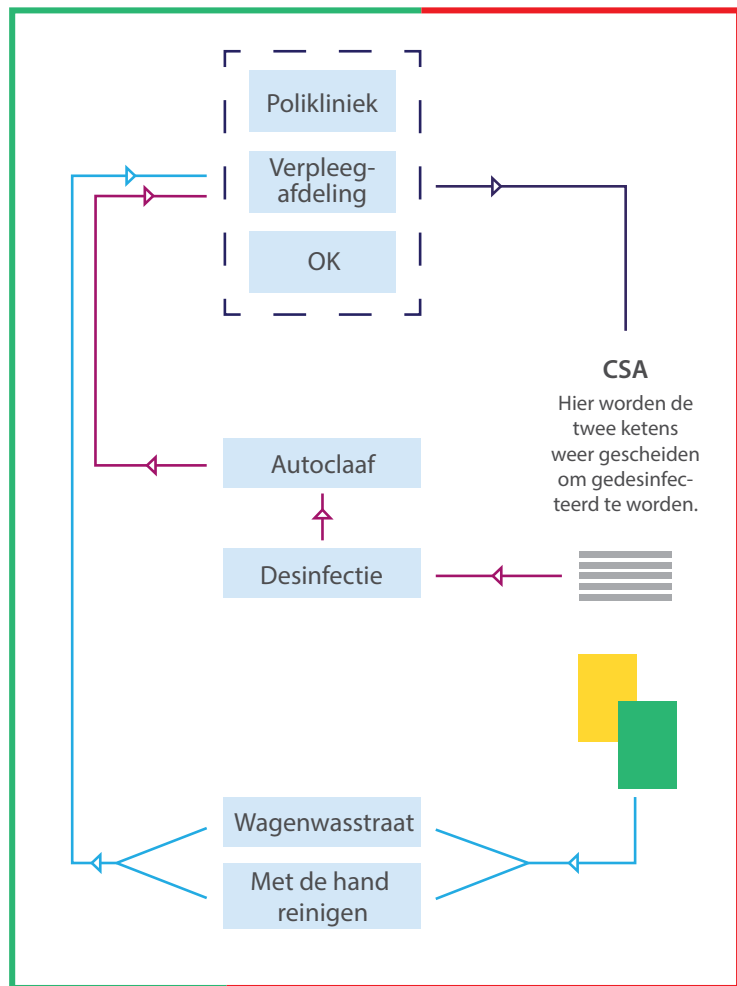 Polikliniek
Verpleeg-
afdeling
OK
CSA
Hier worden de
twee ketens
weer gescheiden
om gedesinfec-
teerd te worden.
Autoclaaf
Desinfectie
Wagenwasstraat
Met de hand
reinigen